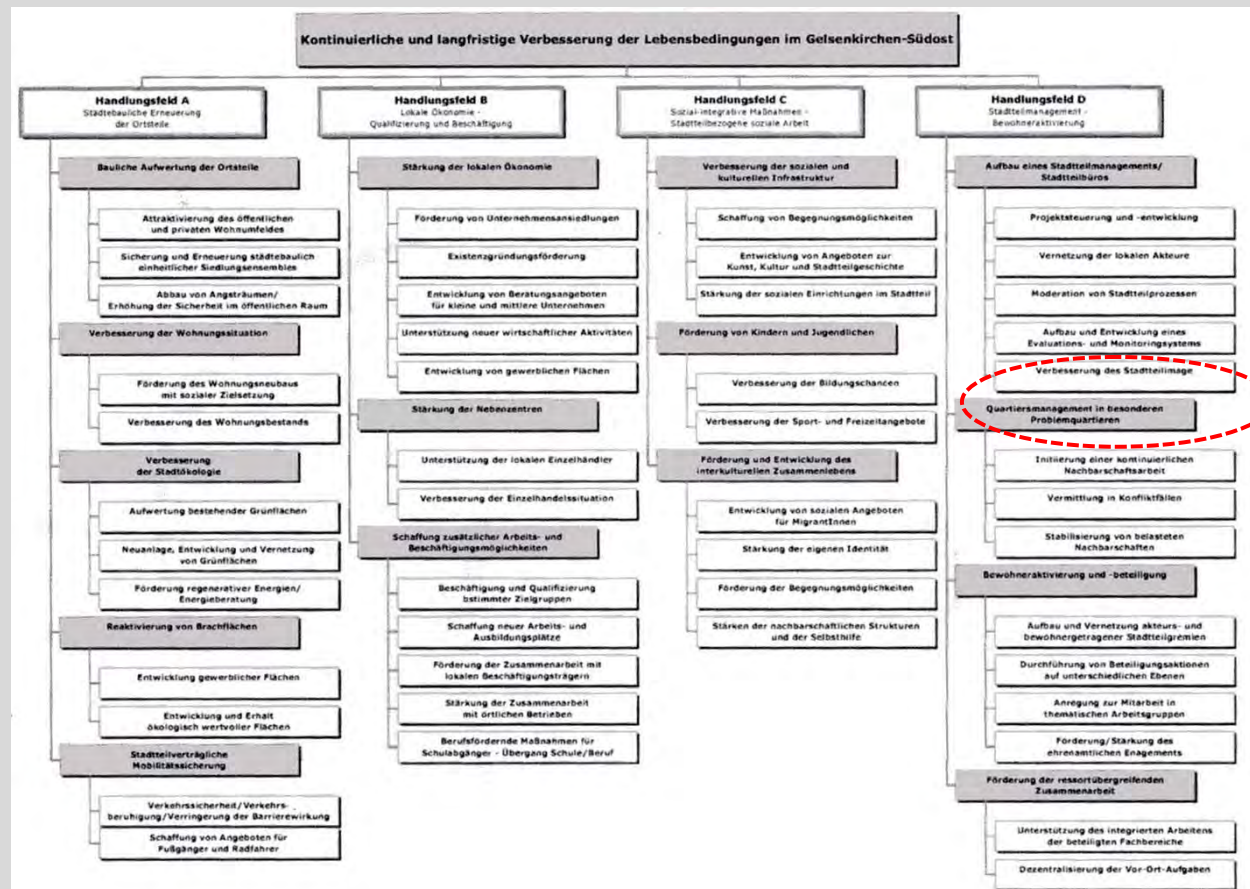 Kontinuierliche und langfristige Verbesserung der Lebensbedingungen im Gelsenkirchen-Südost
Handlungsfeld A
Städtebauliche Erneuerung
der Ortsteile
Bauliche Aufwertung der Ortsteile
Attraktivierung des öffentlichen
und privaten Wohnumfeldes
Sicherung und Erneuerung städtebaulich
einheitlicher Siedlungsensembles
Abbau von Angsträumen/
Erhöhung der Sicherheit im öffentlichen Raum
Verbesserung der Wohnungssituation
Förderung des Wohnungsneubaus
mit sozialer Zielsetzung
Verbesserung des Wohnungsbestands
Verbesserung
der Stadtökologie
Aufwertung bestehender Grünflächen
Neuanlage, Entwicklung und Vernetzung
von Grünflächen
Förderung regenerativer Energien/
Energieberatung
Reaktivierung von Brachflächen
Entwicklung gewerblicher Flächen
Entwicklung und Erhalt
ökologisch wertvoller Flächen
Stadtteilverträgliche
Mobilitätssicherung
Verkehrssicherheit/Verkehrs-
beruhigung/Verringerung der Barrierewirkung
Schaffung von Angeboten für
Fußgänger und Radfahrer
Handlungsfeld B
Lokale Ökonomie -
Qualifizierung und Beschäftigung
Stärkung der lokalen Ökonomie
Förderung von Unternehmensansiedlungen
Existenzgründungsförderung
Entwicklung von Beratungsangeboten
für kleine und mittlere Unternehmen
Unterstützung neuer wirtschaftlicher Aktivitäten
Entwicklung von gewerblichen Flächen
Stärkung der Nebenzentren
Unterstützung der lokalen Einzelhändler
Verbesserung der Einzelhandelssituation
Schaffung zusätzlicher Arbeits- und
Beschäftigungsmöglichkeiten
Beschäftigung und Qualifizierung
bstimmter Zielgruppen
Schaffung neuer Arbeits- und
Ausbildungsplätze
Förderung der Zusammenarbeit mit
lokalen Beschäftigungsträgern
Stärkung der Zusammenarbeit
mit örtlichen Betrieben
Berufsfördernde Maßnahmen für
Schulabgänger - Übergang Schule/Beruf
Handlungsfeld C
Sozial-integrative Maßnahmen -
Stadtteilbezogene soziale Arbeit
Verbesserung der sozialen und
kulturellen Infrastruktur
Schaffung von Begegnungsmöglichkeiten
Entwicklung von Angeboten zur
Kunst, Kultur und Stadtteilgeschichte
Stärkung der sozialen Einrichtungen im Stadtteil
Förderung von Kindern und Jugendlichen
Verbesserung der Bildungschancen
Verbesserung der Sport- und Freizeitangebote
Förderung und Entwicklung des
interkulturellen Zusammenlebens
Entwicklung von sozialen Angeboten
für MigrantInnen
Stärkung der eigenen Identität
Förderung der Begegnungsmöglichkeiten
Stärken der nachbarschaftlichen Strukturen
und der Selbsthilfe
Handlungsfeld D
Stadtteilmanagement -
Bewohneraktivierung
Aufbau eines Stadtteilmanagements/
Stadtteilbüros
Projektsteuerung und -entwicklung
Vernetzung der lokalen Akteure
Moderation von Stadtteilprozessen
Aufbau und Entwicklung eines
Evaluations- und Monitoringsystems
Verbesserung des Stadtteilimage
Quartiersmanagement in besonderen
Problemquartieren
Initiierung einer kontinuierlichen
Nachbarschaftsarbeit
Vermittlung in Konfliktfällen
Stabilisierung von belasteten
Nachbarschaften
Bewohneraktivierung und -beteiligung
Aufbau und Vernetzung akteurs- und
bewohnergetragener Stadtteilgremien
Durchführung von Beteiligungsaktionen
auf unterschiedlichen Ebenen
Anregung zur Mitarbeit in
thematischen Arbeitsgruppen
Förderung/Stärkung des
ehrenamtlichen Enagements
Förderung der ressortübergreifenden
Zusammenarbeit
Unterstützung des integrierten Arbeitens
der beteiligten Fachbereiche
Dezentralisierung der Vor-Ort-Aufgaben